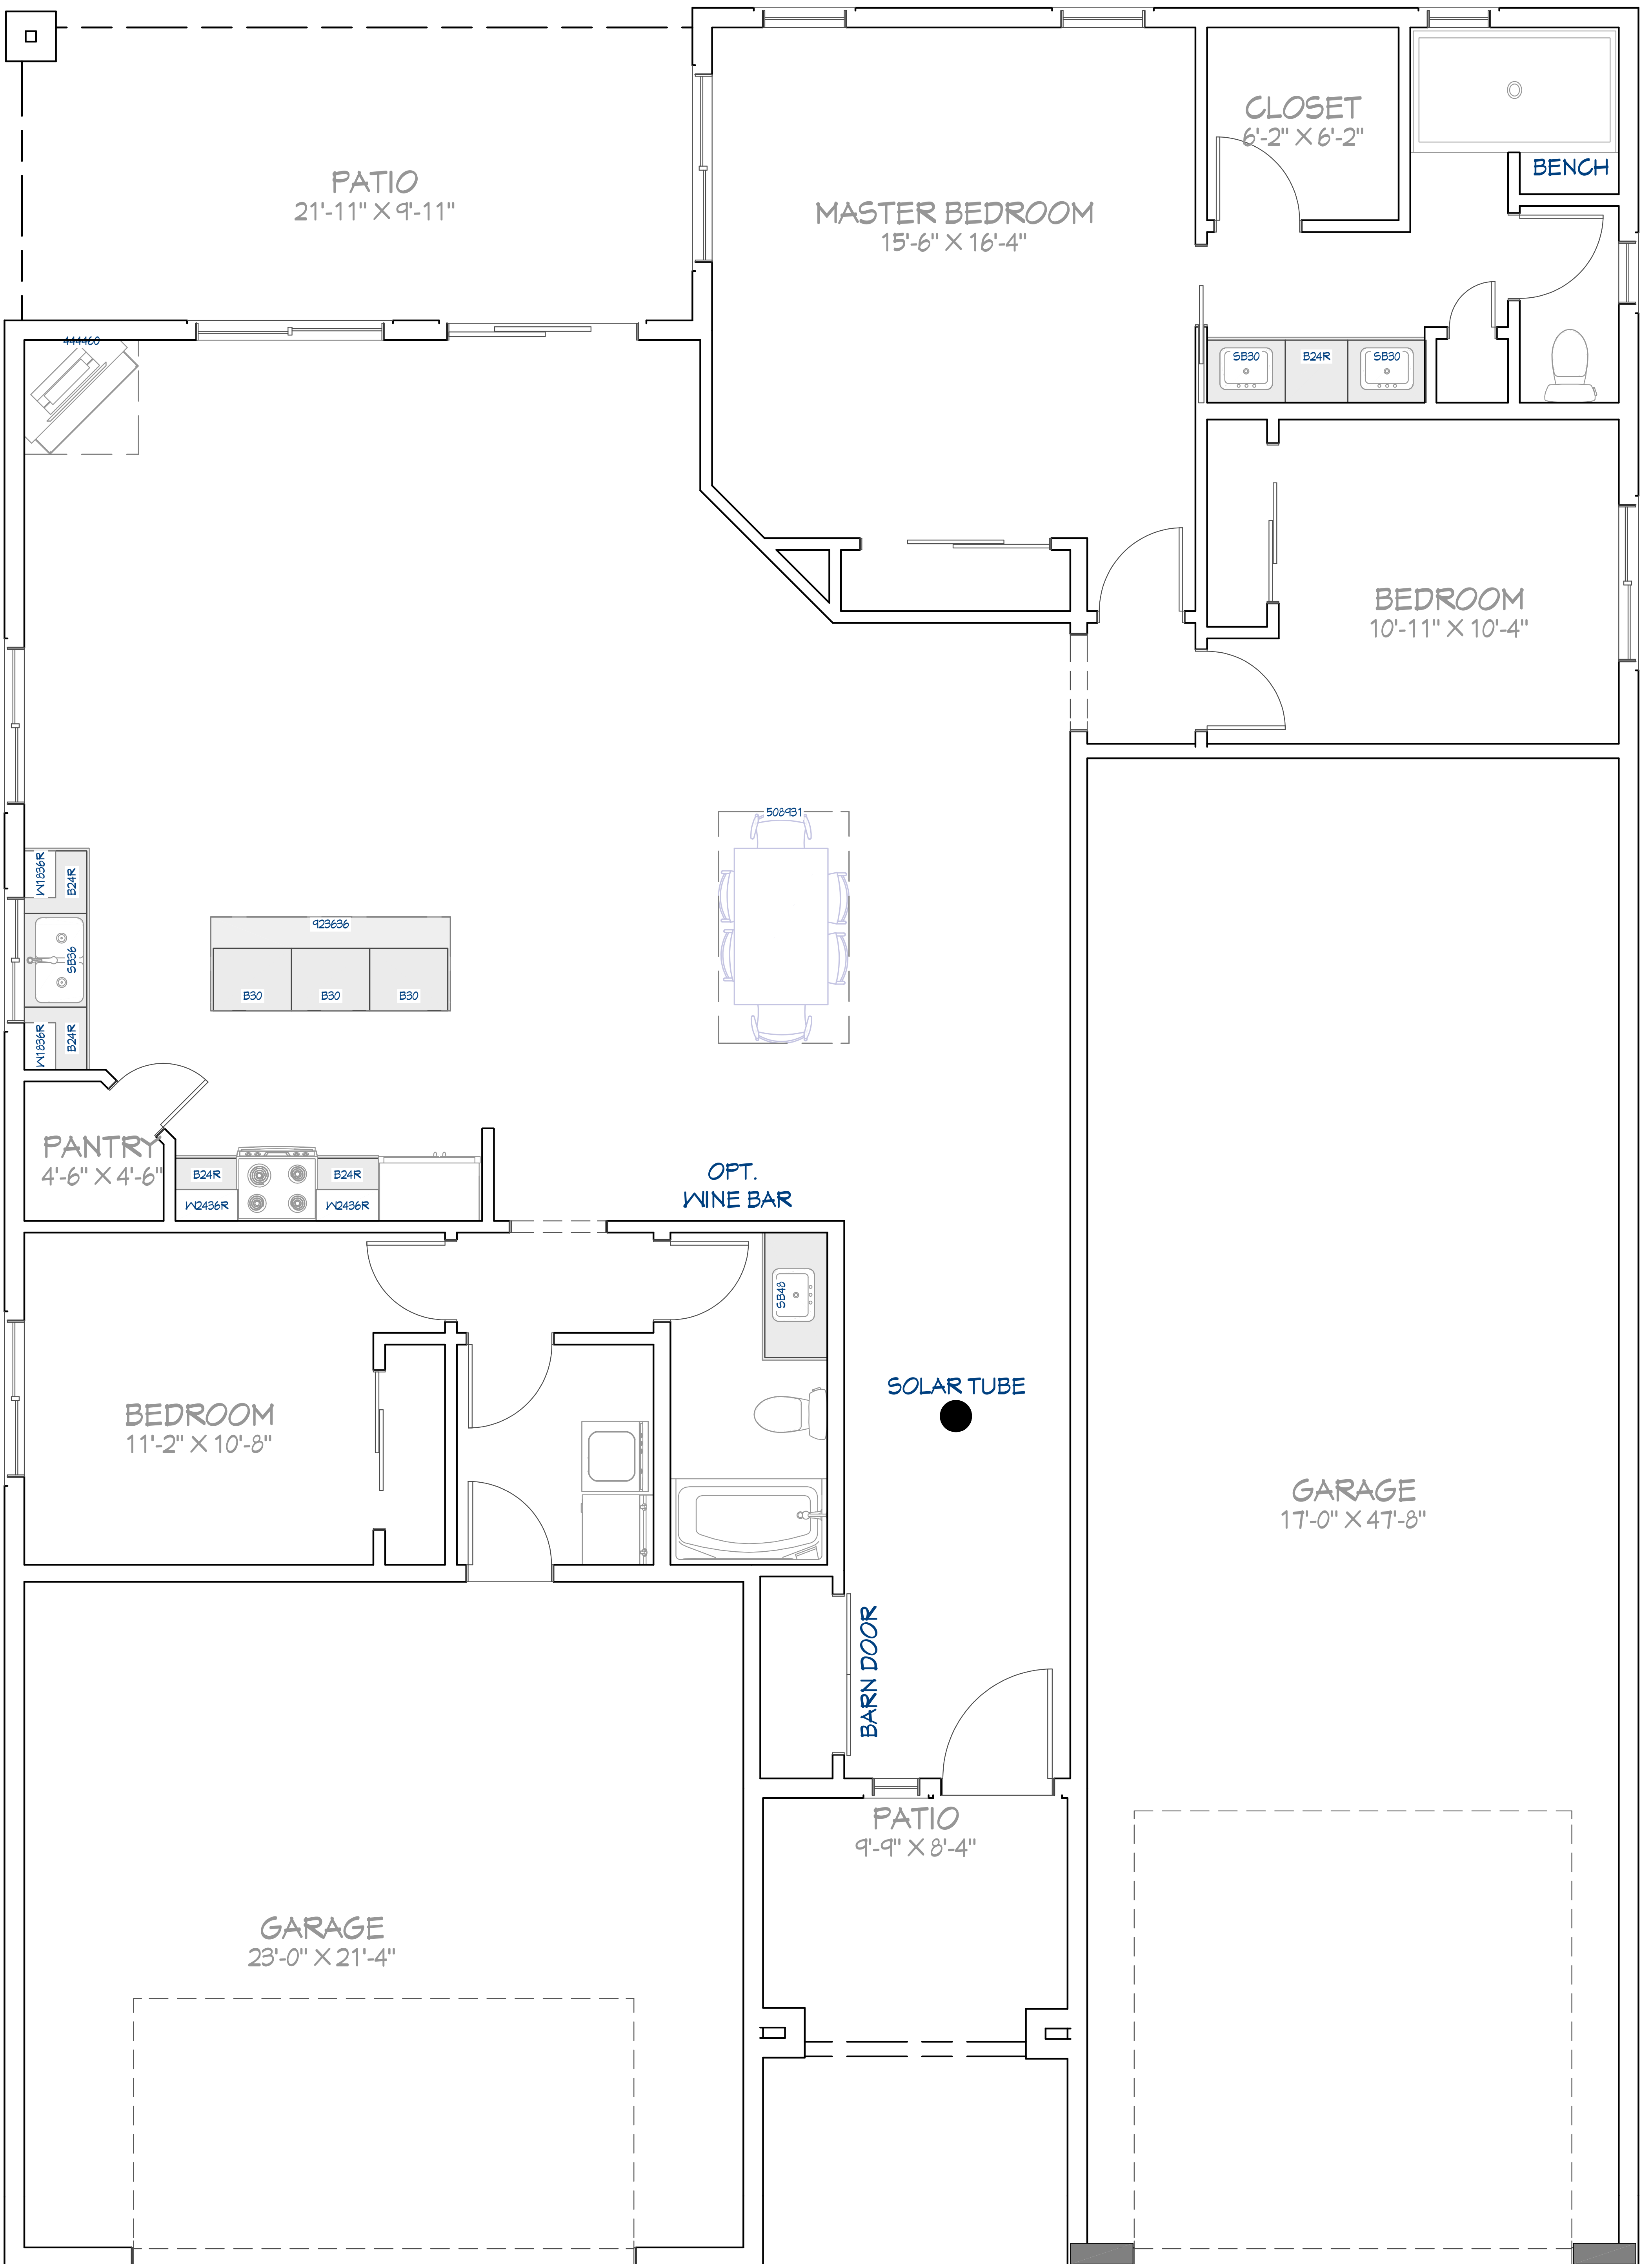 CLOSET
6'-2" X 6'-2"
BENCH
PATIO
21'-11" X 9'-11"
MASTER BEDROOM
15'-6" X 16'-4"
444460
SB30
B24R
SB30
BEDROOM
10'-11" X 10'-4"
508931
W1836R
B24R
SB36
W1836R
B24R
923636
B30
B30
B30
PANTRY
4'-6" X 4'-6"
B24R
B24R
W2436R
W2436R
OPT.
WINE BAR
SB48
SOLAR TUBE
BEDROOM
11'-2" X 10'-8"
GARAGE
17'-0" X 47'-8"
BARN DOOR
PATIO
9'-9" X 8'-4"
GARAGE
23'-0" X 21'-4"